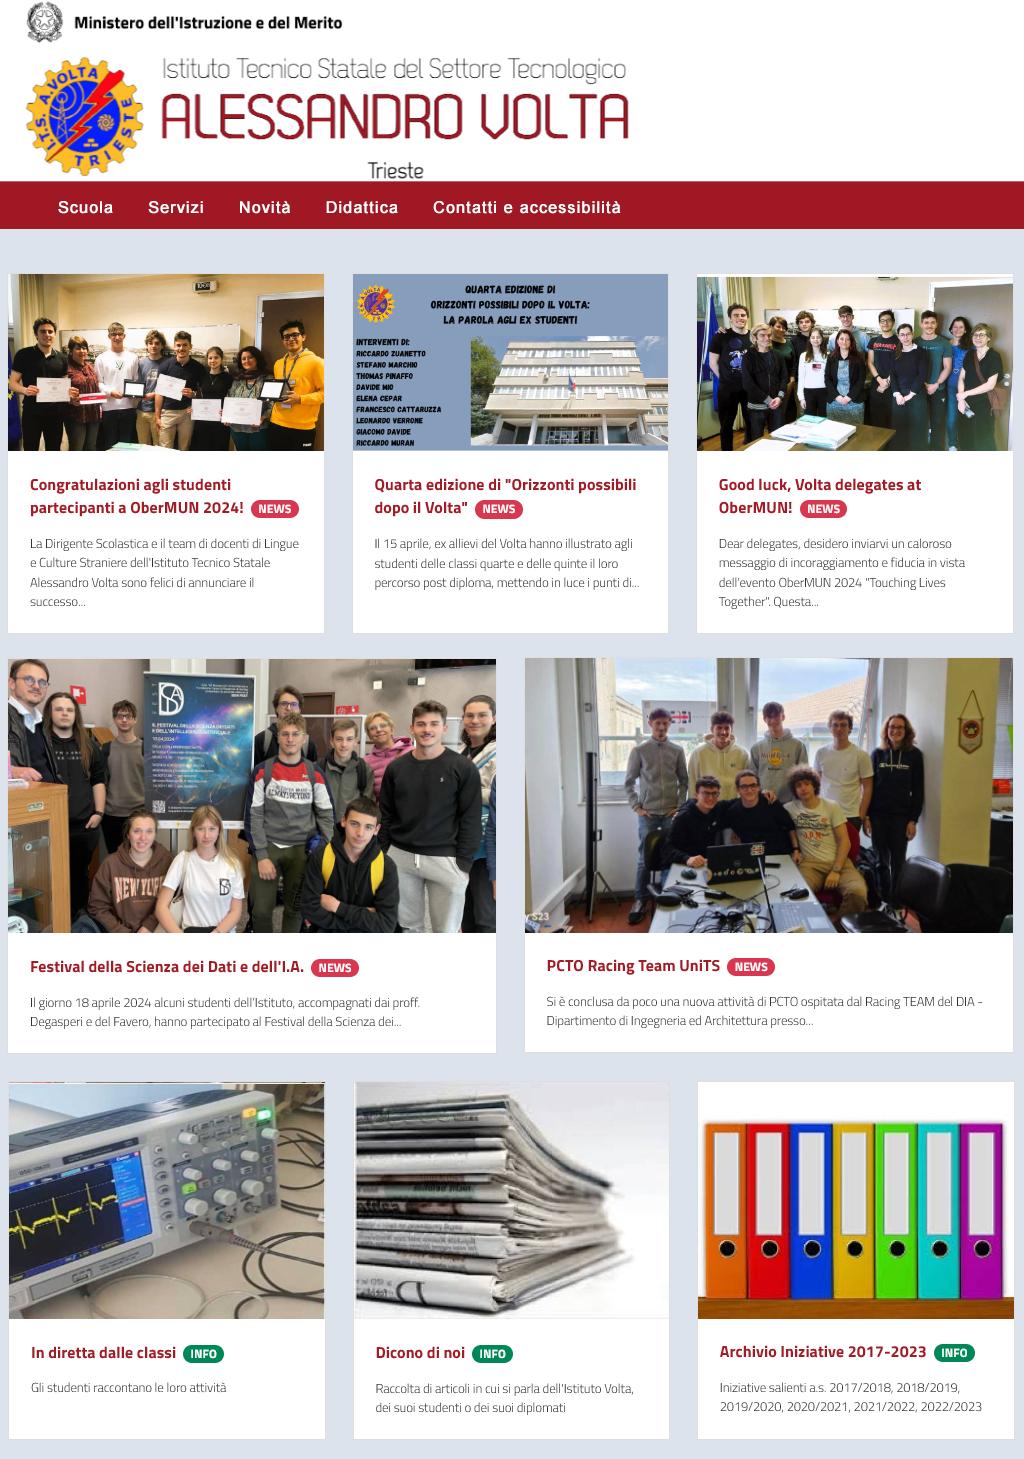 Ministero dell'Istruzione e del Merito
I.T.S. A. VOLTA
TRIESTE
Istituto Tecnico Statale del Settore Tecnologico
ALESSANDRO VOLTA
Trieste
Scuola Servizi Novità Didattica Contatti e accessibilità
QUARTA EDIZIONE DI
ORIZZONTI POSSIBILI DOPO IL VOLTA:
LA PAROLA AGLI EX STUDENTI
INTERVENTI DI:
RICCARDO ZUANETTO
STEFANO MARCHIO
THOMAS PINAFFO
DAVIDE MIO
ELENA CEPAR
FRANCESCO CATTARUZZA
LEONARDO VERRONE
GIACOMO DAVIDE
RICCARDO MURAN
Congratulazioni agli studenti
partecipanti a OberMUN 2024! NEWS
La Dirigente Scolastica e il team di docenti di Lingue
e Culture Straniere dell'Istituto Tecnico Statale
Alessandro Volta sono felici di annunciare il
successo...
Quarta edizione di "Orizzonti possibili
dopo il Volta" NEWS
Il 15 aprile, ex allievi del Volta hanno illustrato agli
studenti delle classi quarte e delle quinte il loro
percorso post diploma, mettendo in luce i punti di...
Good luck, Volta delegates at
OberMUN! NEWS
Dear delegates, desidero inviarvi un caloroso
messaggio di incoraggiamento e fiducia in vista
dell'evento OberMUN 2024 "Touching Lives
Together". Questa...
IL FESTIVAL DELLA SCIENZA DEI DATI
E DELL'INTELLIGENZA ARTIFICIALE
NEW YORK
S23
Festival della Scienza dei Dati e dell'I.A. NEWS
Il giorno 18 aprile 2024 alcuni studenti dell'Istituto, accompagnati dai proff.
Degasperi e del Favero, hanno partecipato al Festival della Scienza dei...
PCTO Racing Team UniTS NEWS
Si è conclusa da poco una nuova attività di PCTO ospitata dal Racing TEAM del DIA -
Dipartimento di Ingegneria ed Architettura presso...
In diretta dalle classi INFO
Gli studenti raccontano le loro attività
Dicono di noi INFO
Raccolta di articoli in cui si parla dell'Istituto Volta,
dei suoi studenti o dei suoi diplomati
Archivio Iniziative 2017-2023 INFO
Iniziative salienti a.s. 2017/2018, 2018/2019,
2019/2020, 2020/2021, 2021/2022, 2022/2023